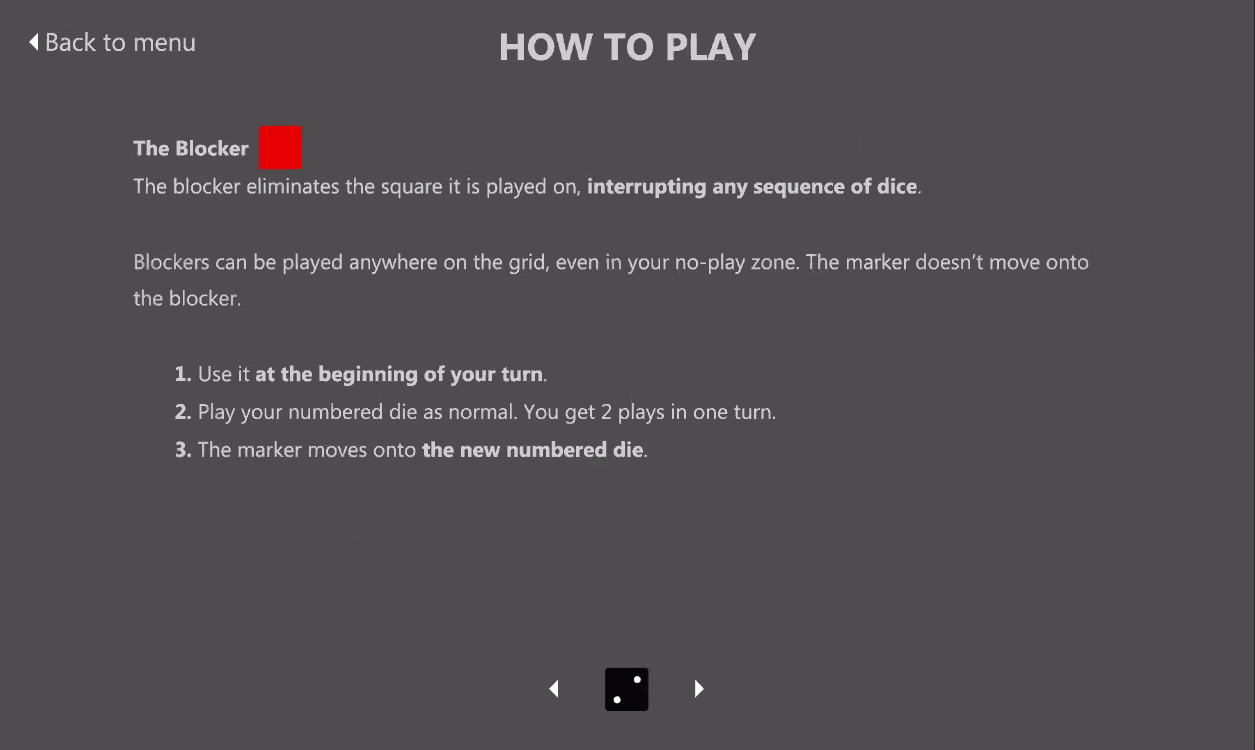 Back to menu
HOW TO PLAY
The Blocker
The blocker eliminates the square it is played on, interrupting any sequence of dice.
Blockers can be played anywhere on the grid, even in your no-play zone. The marker doesn't move onto
the blocker.
1. Use it at the beginning of your turn.
2. Play your numbered die as normal. You get 2 plays in one turn.
3. The marker moves onto the new numbered die.